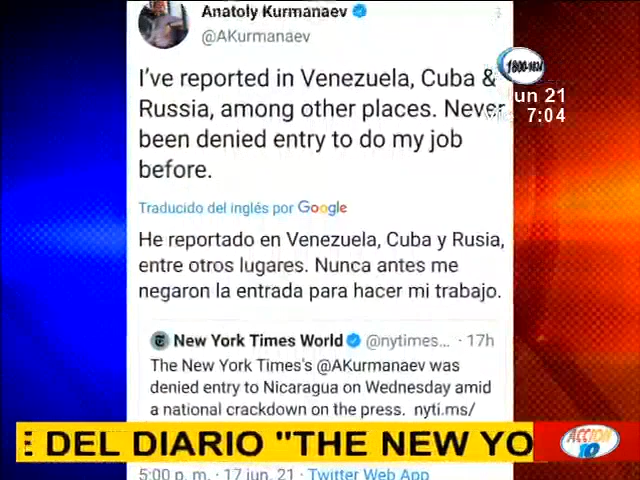 Anatoly Kurmanaev
@AKurmanaev
I've reported in Venezuela, Cuba &
Russia, among other places. Never
been denied entry to do my job
before.
Traducido del inglés por Google
He reportado en Venezuela, Cuba y Rusia,
entre otros lugares. Nunca antes me
negaron la entrada para hacer mi trabajo.
New York Times World @nytimes... · 17h
The New York Times's @AKurmanaev was
denied entry to Nicaragua on Wednesday amid
a national crackdown on the press. nyti.ms/
5:00 p. m. · 17 jun. 21 · Twitter Web App
un 21
7:04
DEL DIARIO "THE NEW YO
ACCION
10